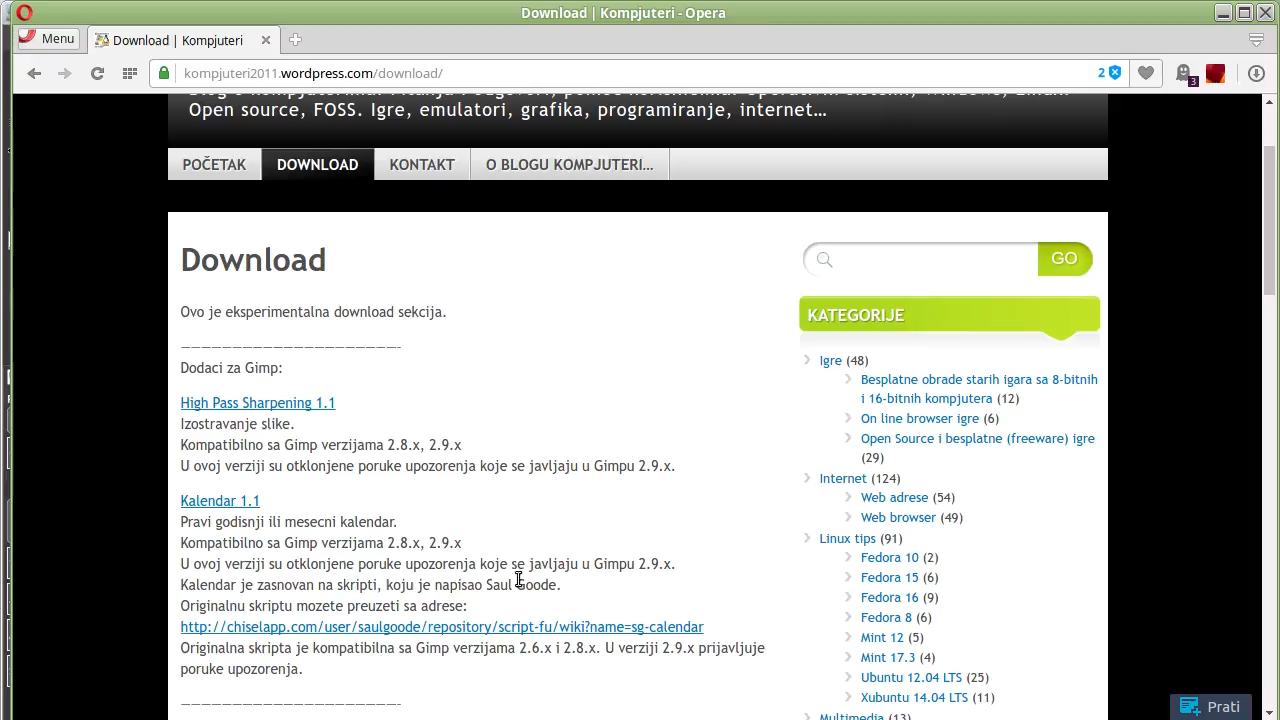 Download | Kompjuteri - Opera
Menu
Download | Kompjuteri
kompjuteri2011.wordpress.com/download/
2
3
Open source, FOSS. Igre, emulatori, grafika, programiranje, internet...
POČETAK
DOWNLOAD
KONTAKT
O BLOGU KOMPJUTERI...
Download
Ovo je eksperimentalna download sekcija.
————————————————————-
Dodaci za Gimp:
High Pass Sharpening 1.1
Izostravanje slike.
Kompatibilno sa Gimp verzijama 2.8.x, 2.9.x
U ovoj verziji su otklonjene poruke upozorenja koje se javljaju u Gimpu 2.9.x.
Kalendar 1.1
Pravi godisnji ili mesecni kalendar.
Kompatibilno sa Gimp verzijama 2.8.x, 2.9.x
U ovoj verziji su otklonjene poruke upozorenja koje se javljaju u Gimpu 2.9.x.
Kalendar je zasnovan na skripti, koju je napisao Saul Goode.
Originalnu skriptu mozete preuzeti sa adrese:
http://chiselapp.com/user/saulgoode/repository/script-fu/wiki?name=sg-calendar
Originalna skripta je kompatibilna sa Gimp verzijama 2.6.x i 2.8.x. U verziji 2.9.x prijavljuje
poruke upozorenja.
————————————————————-
GO
KATEGORIJE
Igre (48)
Besplatne obrade starih igara sa 8-bitnih
i 16-bitnih kompjutera (12)
On line browser igre (6)
Open Source i besplatne (freeware) igre
(29)
Internet (124)
Web adrese (54)
Web browser (49)
Linux tips (91)
Fedora 10 (2)
Fedora 15 (6)
Fedora 16 (9)
Fedora 8 (6)
Mint 12 (5)
Mint 17.3 (4)
Ubuntu 12.04 LTS (25)
Xubuntu 14.04 LTS (11)
Multimedia (13)
Prati